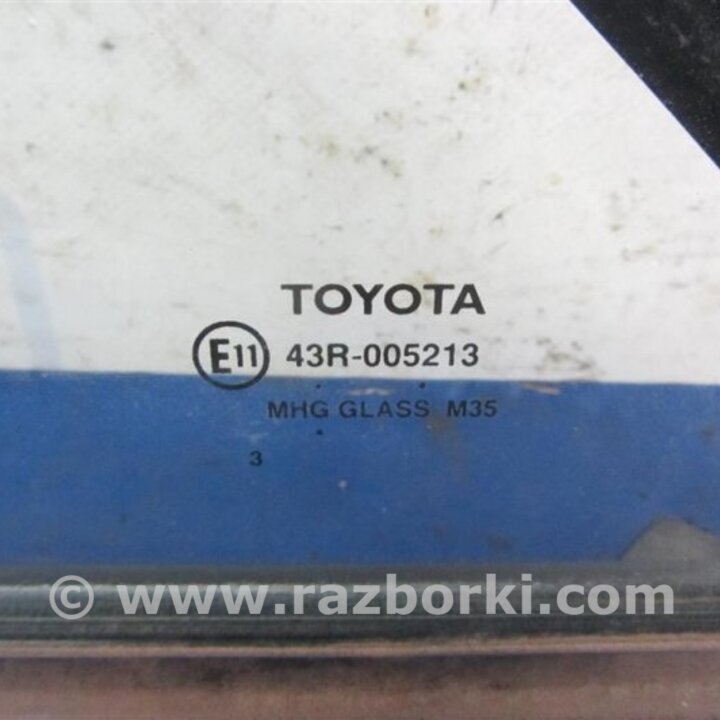 TOYOTA
E11 43R-005213
MHG GLASS M35
3
© www.razborki.com